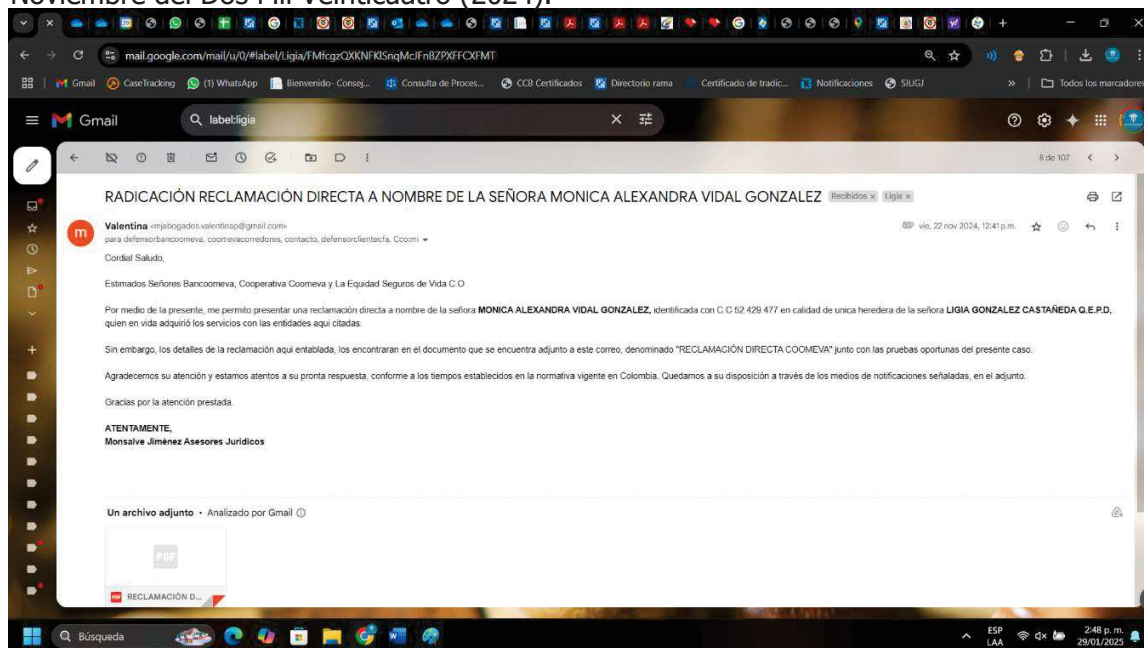 Noviembre del Dos Mil Veinticuatro (2024).
mail.google.com/mail/u/0/#label/Ligia/FMfcgzQXKNFKlSnqMcJFnBZPXFFCXFMT
Gmail CaseTracking (1) WhatsApp Bienvenido- Consej... Consulta de Proces... CCB Certificados Directorio rama Certificado de tradic... Notificaciones SIUGJ » Todos los marcadores
Gmail label:ligia
8 de 107
RADICACIÓN RECLAMACIÓN DIRECTA A NOMBRE DE LA SEÑORA MONICA ALEXANDRA VIDAL GONZALEZ Recibidos x Ligia x
m Valentina <mjabogados.valentinap@gmail.com> vie, 22 nov 2024, 12:41 p.m.
para defensorbancoomeva, coomevacorredores, contacto, defensorclientecfa, Cco:mi
Cordial Saludo,
Estimados Señores Bancoomeva, Cooperativa Coomeva y La Equidad Seguros de Vida C.O
Por medio de la presente, me permito presentar una reclamación directa a nombre de la señora MONICA ALEXANDRA VIDAL GONZALEZ, identificada con C.C 52.429.477 en calidad de unica heredera de la señora LIGIA GONZALEZ CASTAÑEDA Q.E.P.D,
quien en vida adquirió los servicios con las entidades aqui citadas.
Sin embargo, los detalles de la reclamación aqui entablada, los encontraran en el documento que se encuentra adjunto a este correo, denominado "RECLAMACIÓN DIRECTA COOMEVA" junto con las pruebas oportunas del presente caso.
Agradecemos su atención y estamos atentos a su pronta respuesta, conforme a los tiempos establecidos en la normativa vigente en Colombia. Quedamos a su disposición a través de los medios de notificaciones señaladas, en el adjunto.
Gracias por la atención prestada.
ATENTAMENTE,
Monsalve Jiménez Asesores Juridicos
Un archivo adjunto • Analizado por Gmail
PDF
PDF RECLAMACIÓN D...
Búsqueda ESP 2:48 p. m.
LAA 29/01/2025